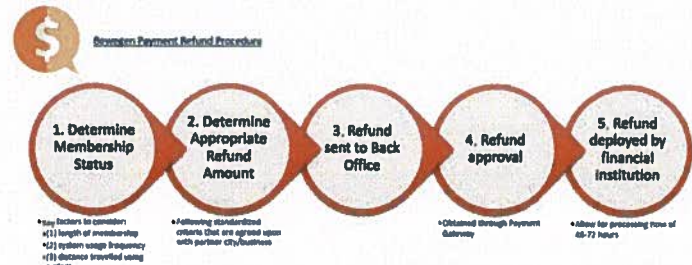 $
Bewegen Payment Refund Procedure
1. Determine
Membership
Status
2. Determine
Appropriate
Refund
Amount
3. Refund
sent to Back
Office
4. Refund
approval
5. Refund
deployed by
financial
institution
• Key factors to consider:
• (1) length of membership
• (2) system usage frequency
• (3) distance travelled using
• Following standardized
criteria that are agreed upon
with partner city/business
• Obtained through Payment
Gateway
• Allow for processing time of
48-72 hours